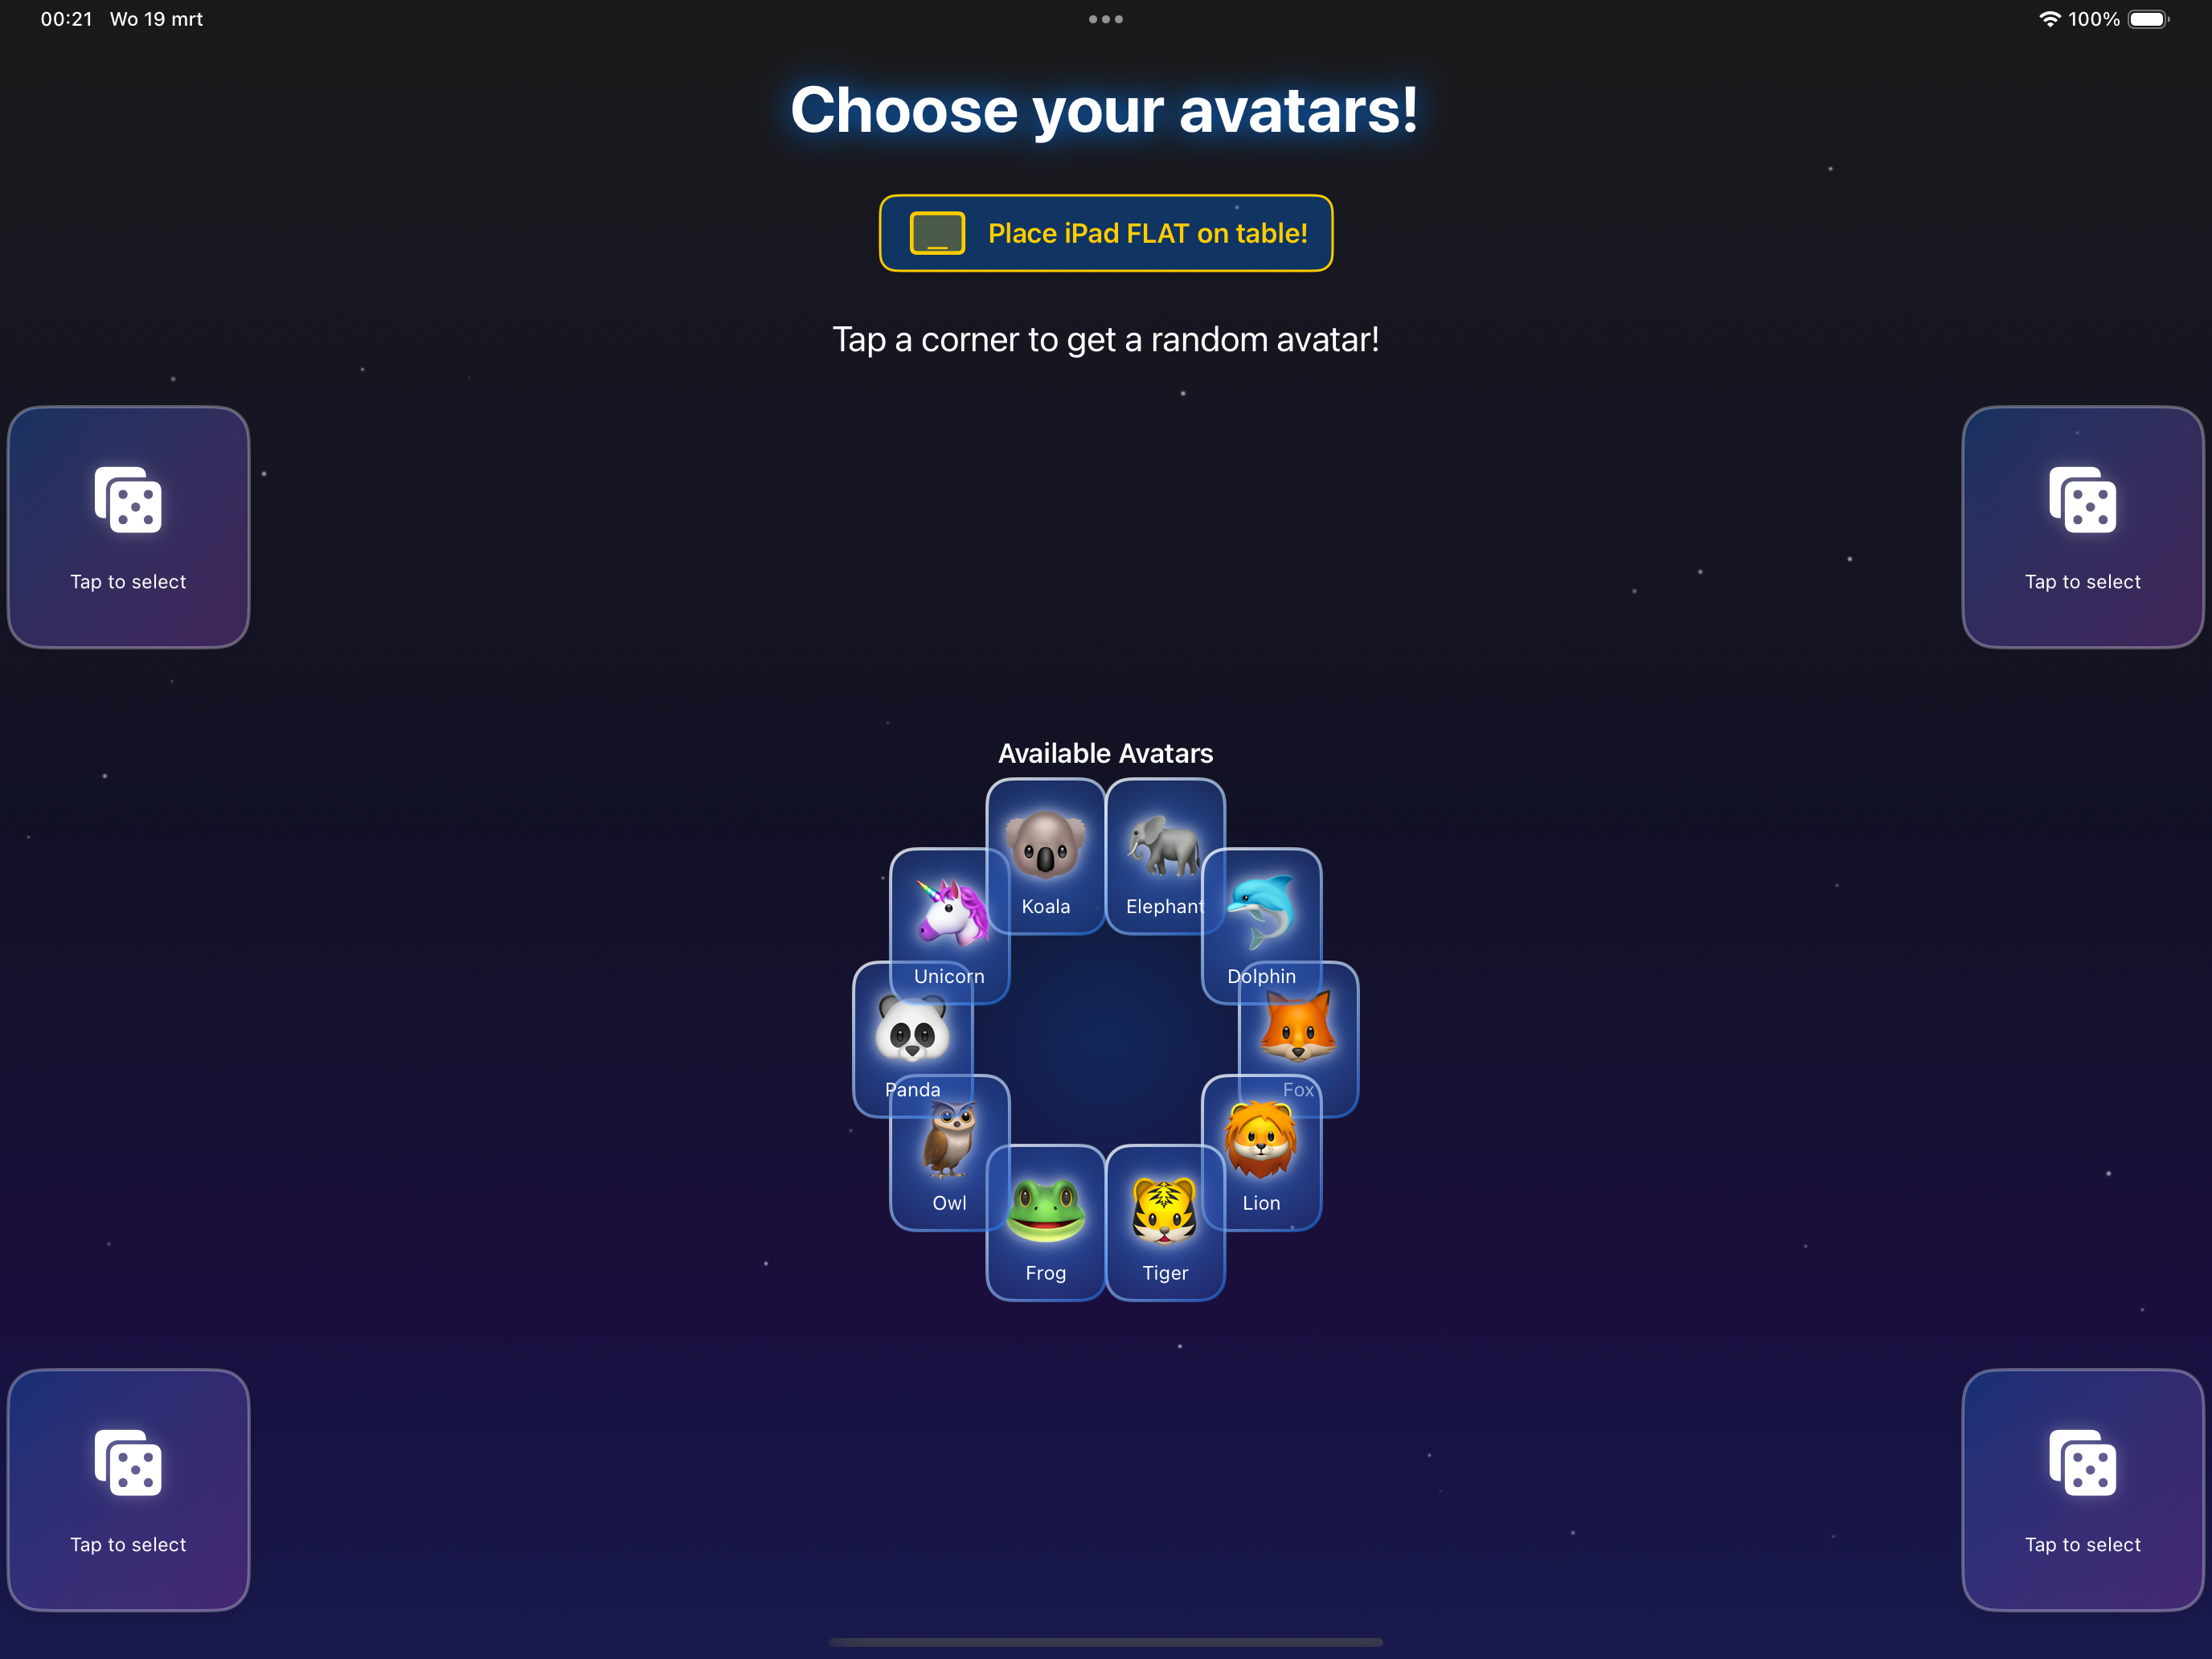 00:21 Wo 19 mrt
100%
Choose your avatars!
Place iPad FLAT on table!
Tap a corner to get a random avatar!
Tap to select
Tap to select
Available Avatars
Koala
Elephant
Unicorn
Dolphin
Panda
Fox
Owl
Lion
Frog
Tiger
Tap to select
Tap to select